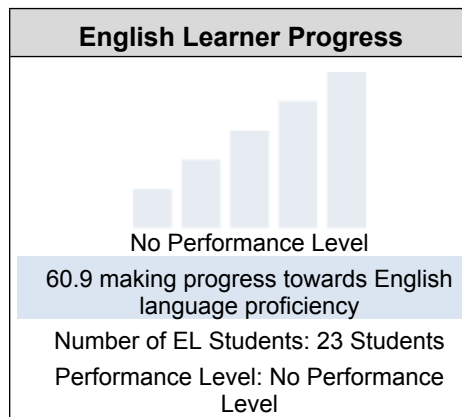 English Learner Progress
No Performance Level
60.9 making progress towards English
language proficiency
Number of EL Students: 23 Students
Performance Level: No Performance
Level